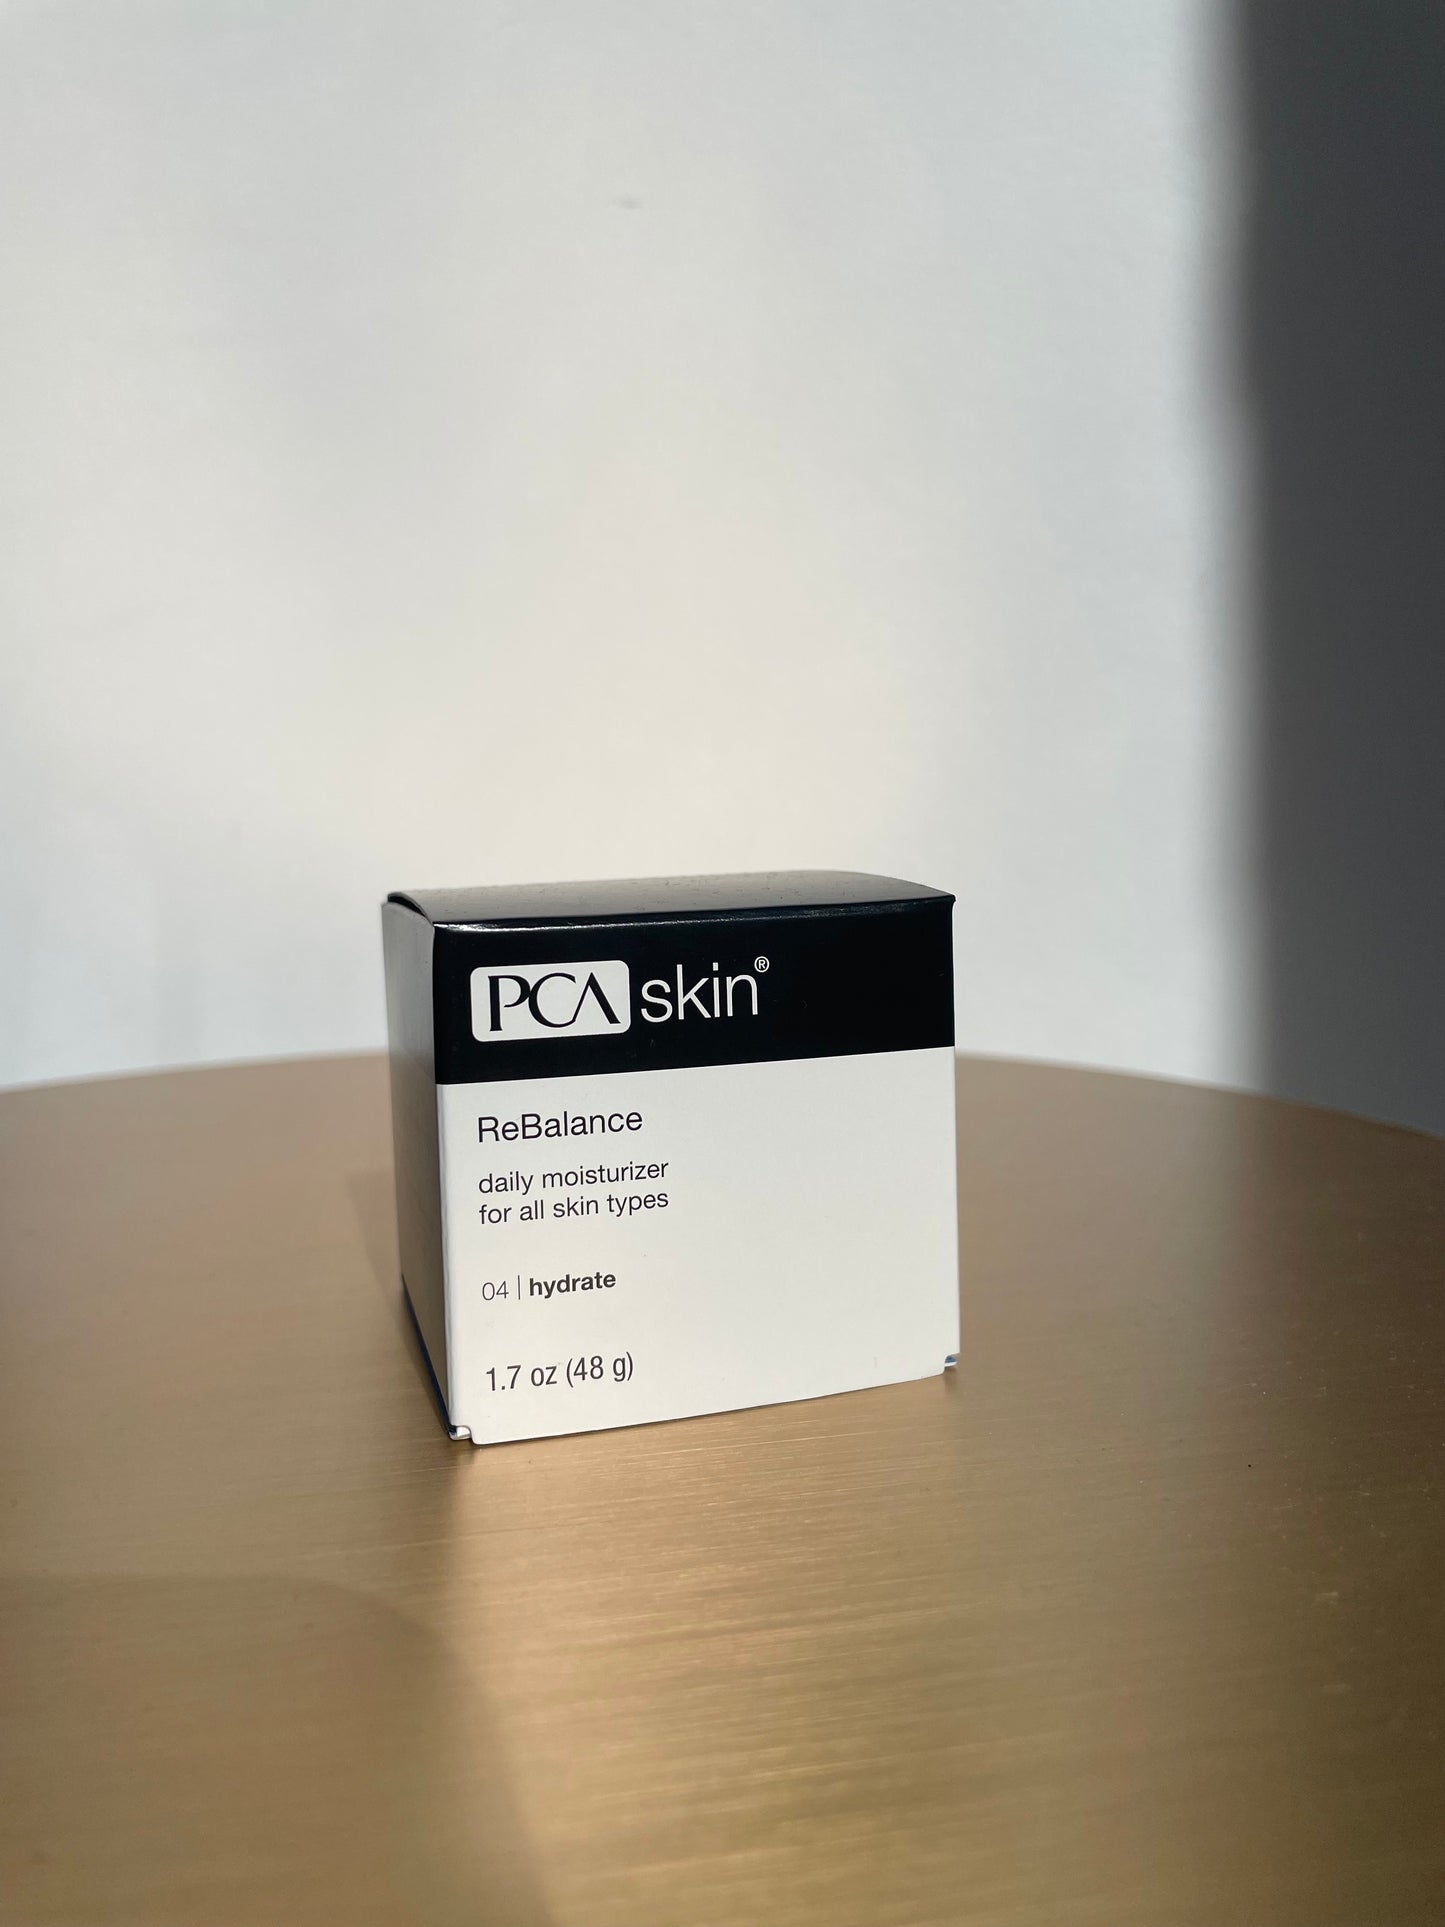 PCA skin®
ReBalance
daily moisturizer
for all skin types
04 | hydrate
1.7 oz (48 g)